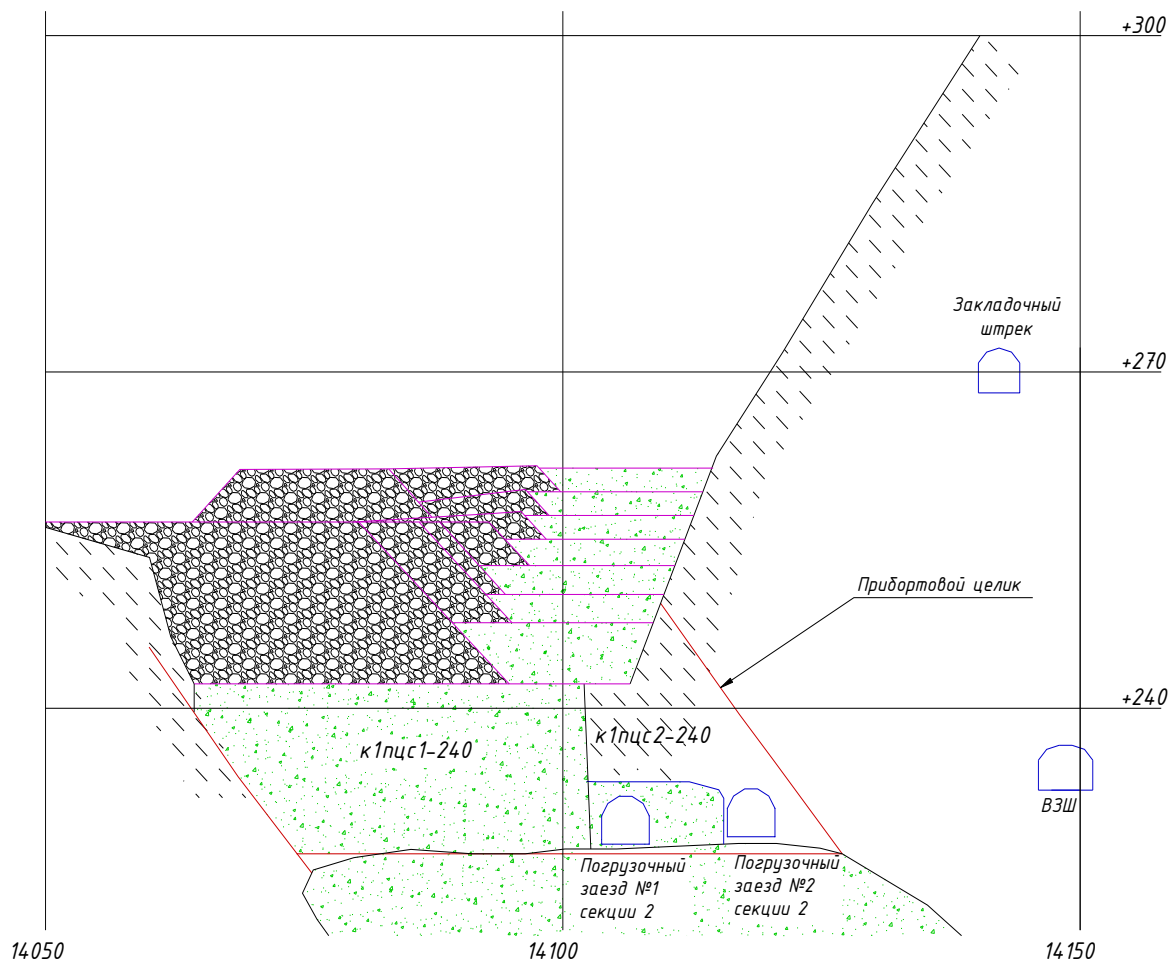 +300
Закладочный
штрек
+270
Прибортовой целик
+240
к1пцс1-240
к1пцс2-240
ВЗШ
Погрузочный
заезд №1
секции 2
Погрузочный
заезд №2
секции 2
14050
14100
14150